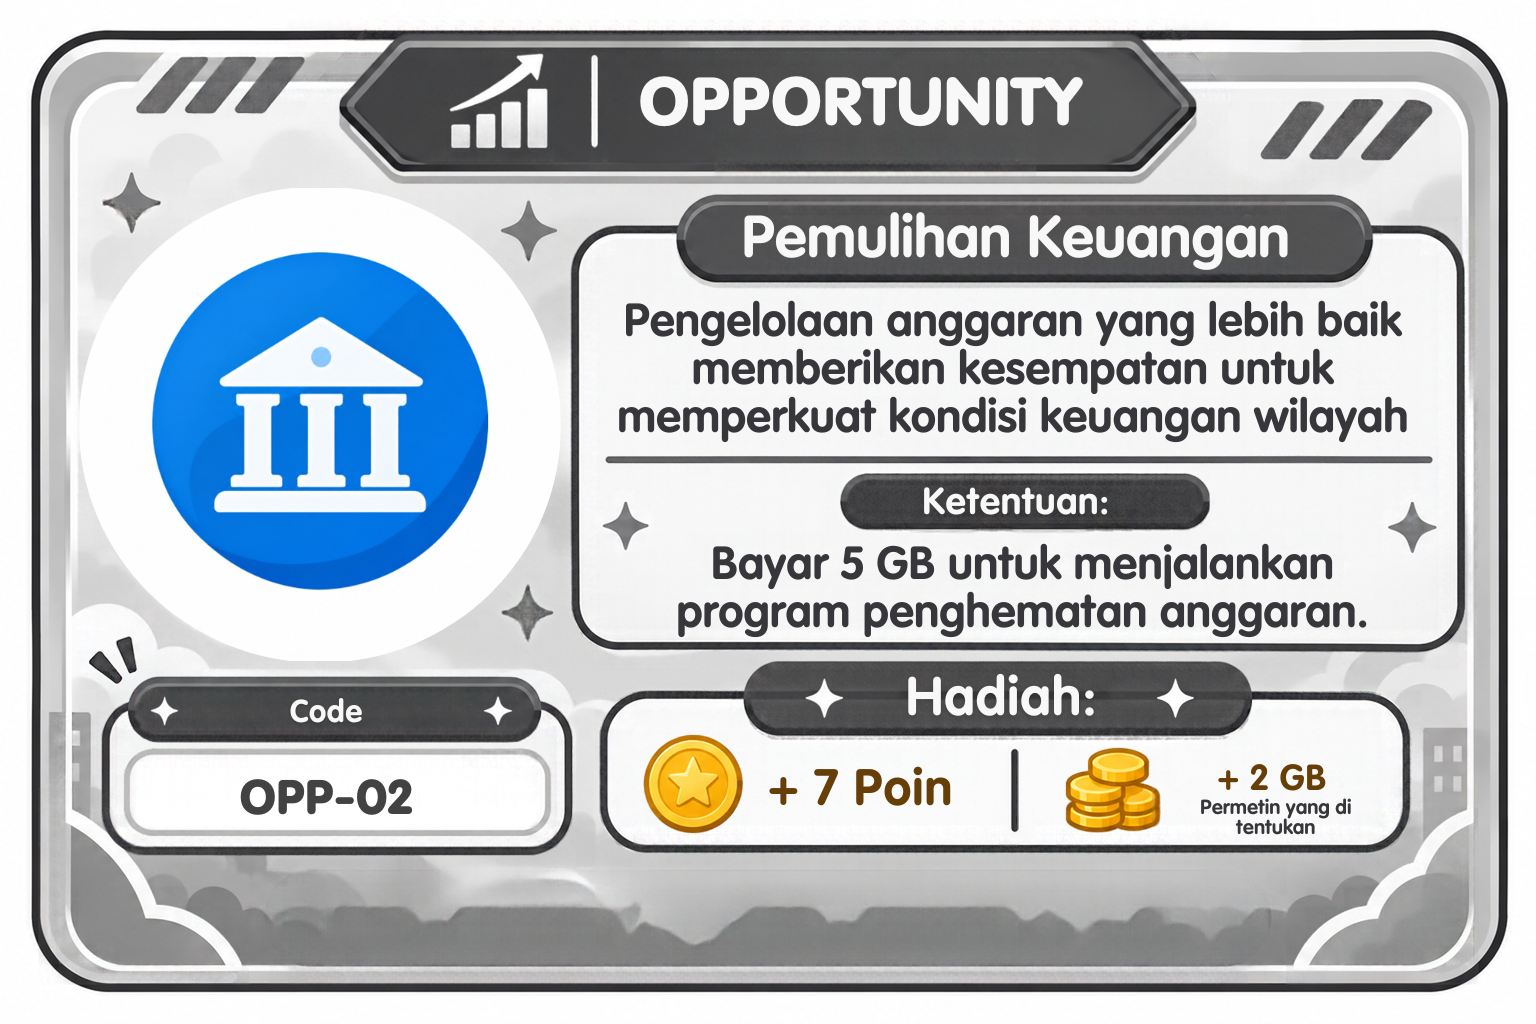 OPPORTUNITY
Pemulihan Keuangan
Pengelolaan anggaran yang lebih baik
memberikan kesempatan untuk
memperkuat kondisi keuangan wilayah
Ketentuan:
Bayar 5 GB untuk menjalankan
program penghematan anggaran.
Code
OPP-02
Hadiah:
+ 7 Poin
+ 2 GB
Permetin yang di
tentukan